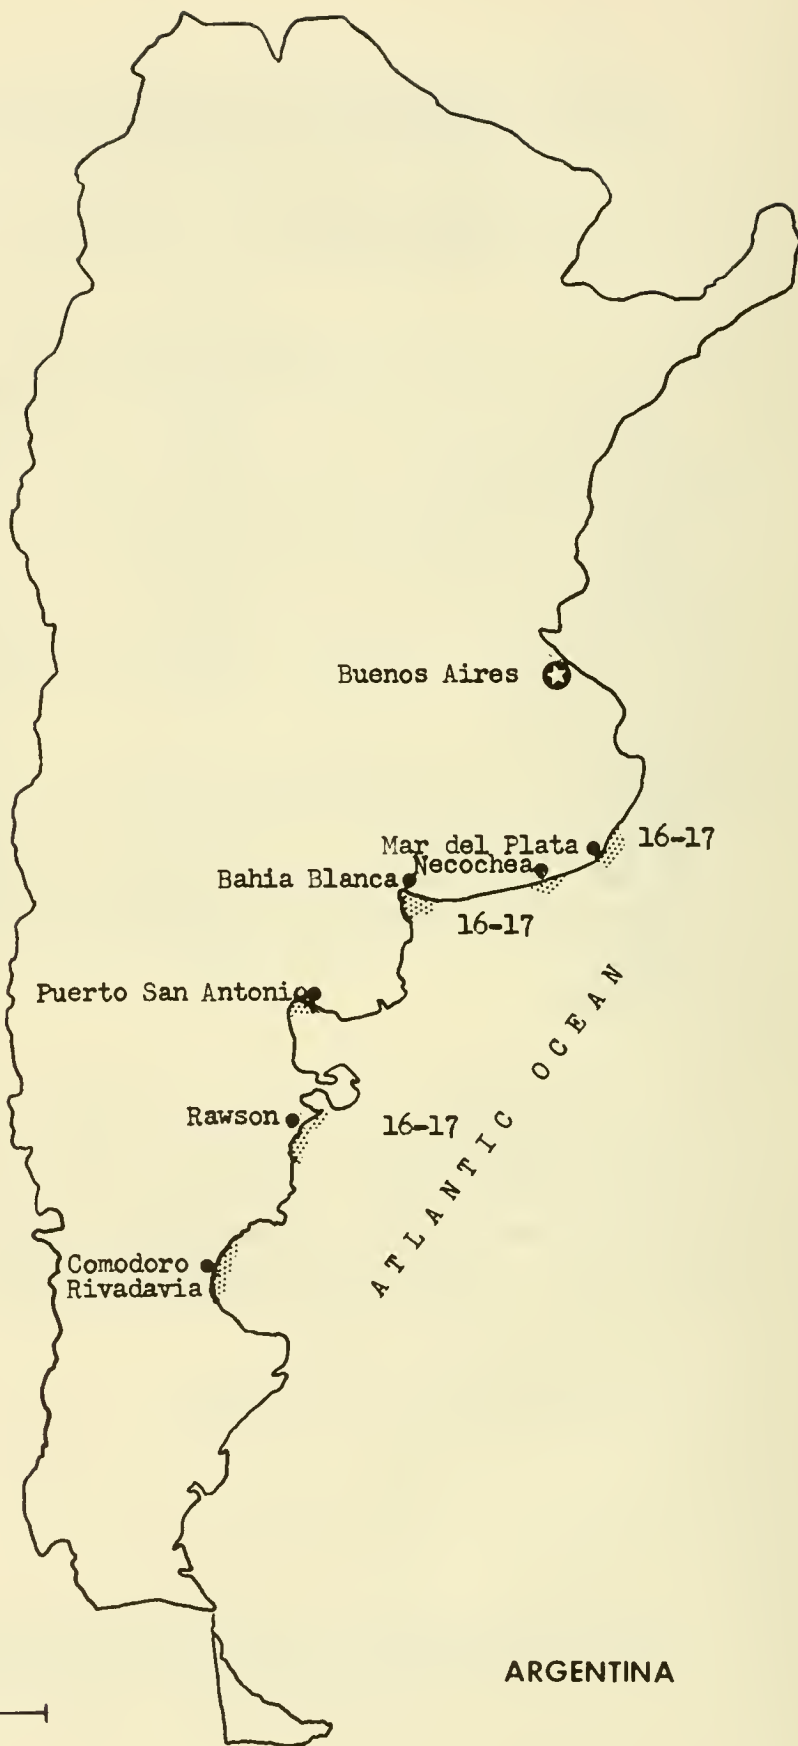 Buenos Aires
Mar del Plata
16-17
Necochea
Bahia Blanca
16-17
Puerto San Antonio
ATLANTIC OCEAN
Rawson
16-17
Comodoro
Rivadavia
ARGENTINA